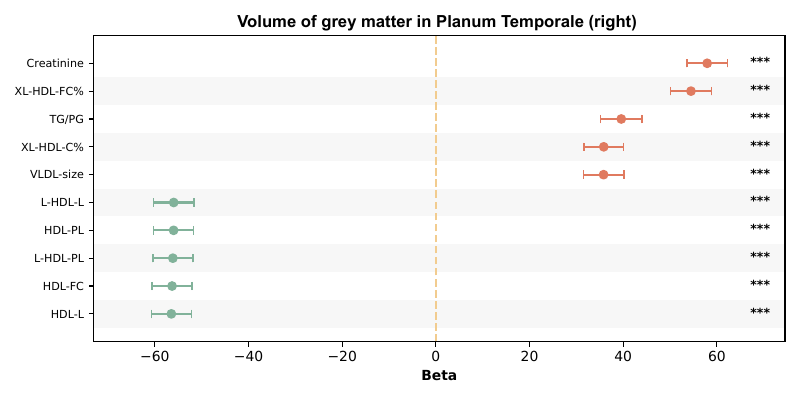 Volume of grey matter in Planum Temporale (right)
Creatinine ***
XL-HDL-FC% ***
TG/PG ***
XL-HDL-C% ***
VLDL-size ***
L-HDL-L ***
HDL-PL ***
L-HDL-PL ***
HDL-FC ***
HDL-L ***
−60 −40 −20 0 20 40 60
Beta